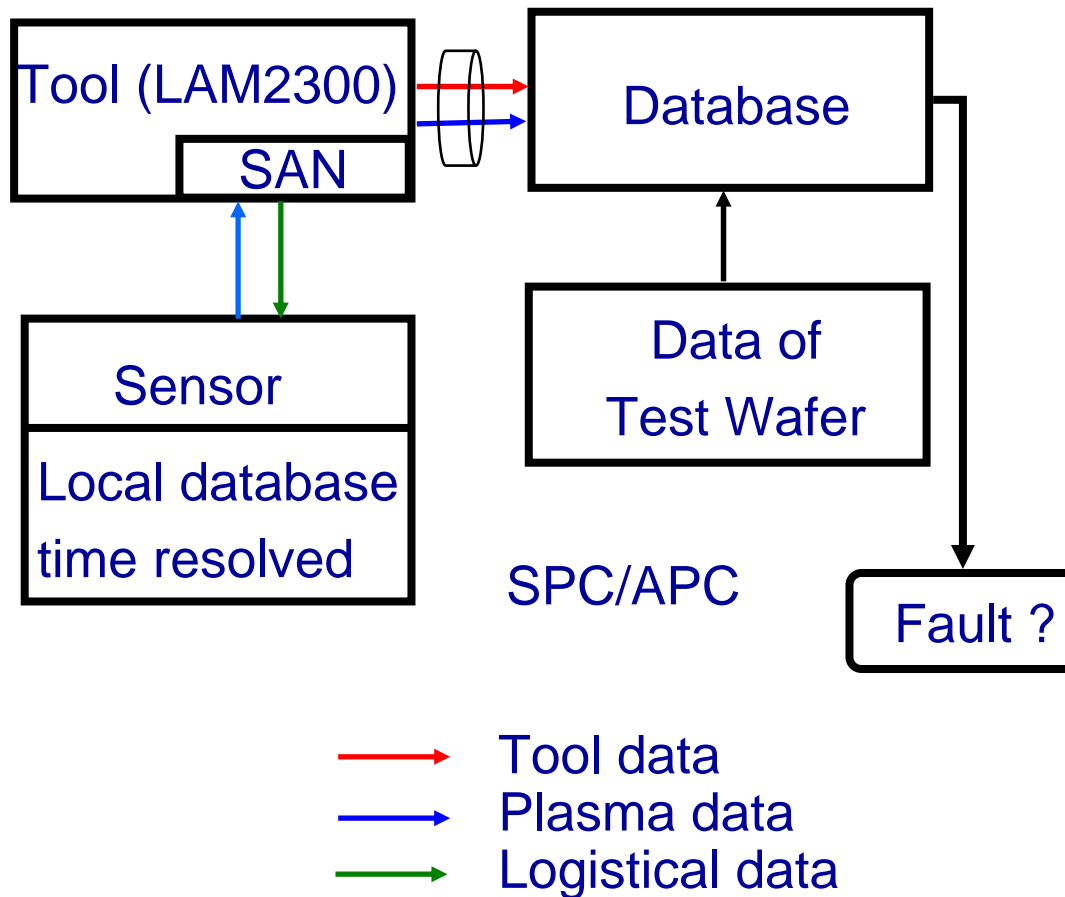 Tool (LAM2300)
SAN
Database
Sensor
Local database
time resolved
Data of
Test Wafer
SPC/APC
Fault ?
Tool data
Plasma data
Logistical data